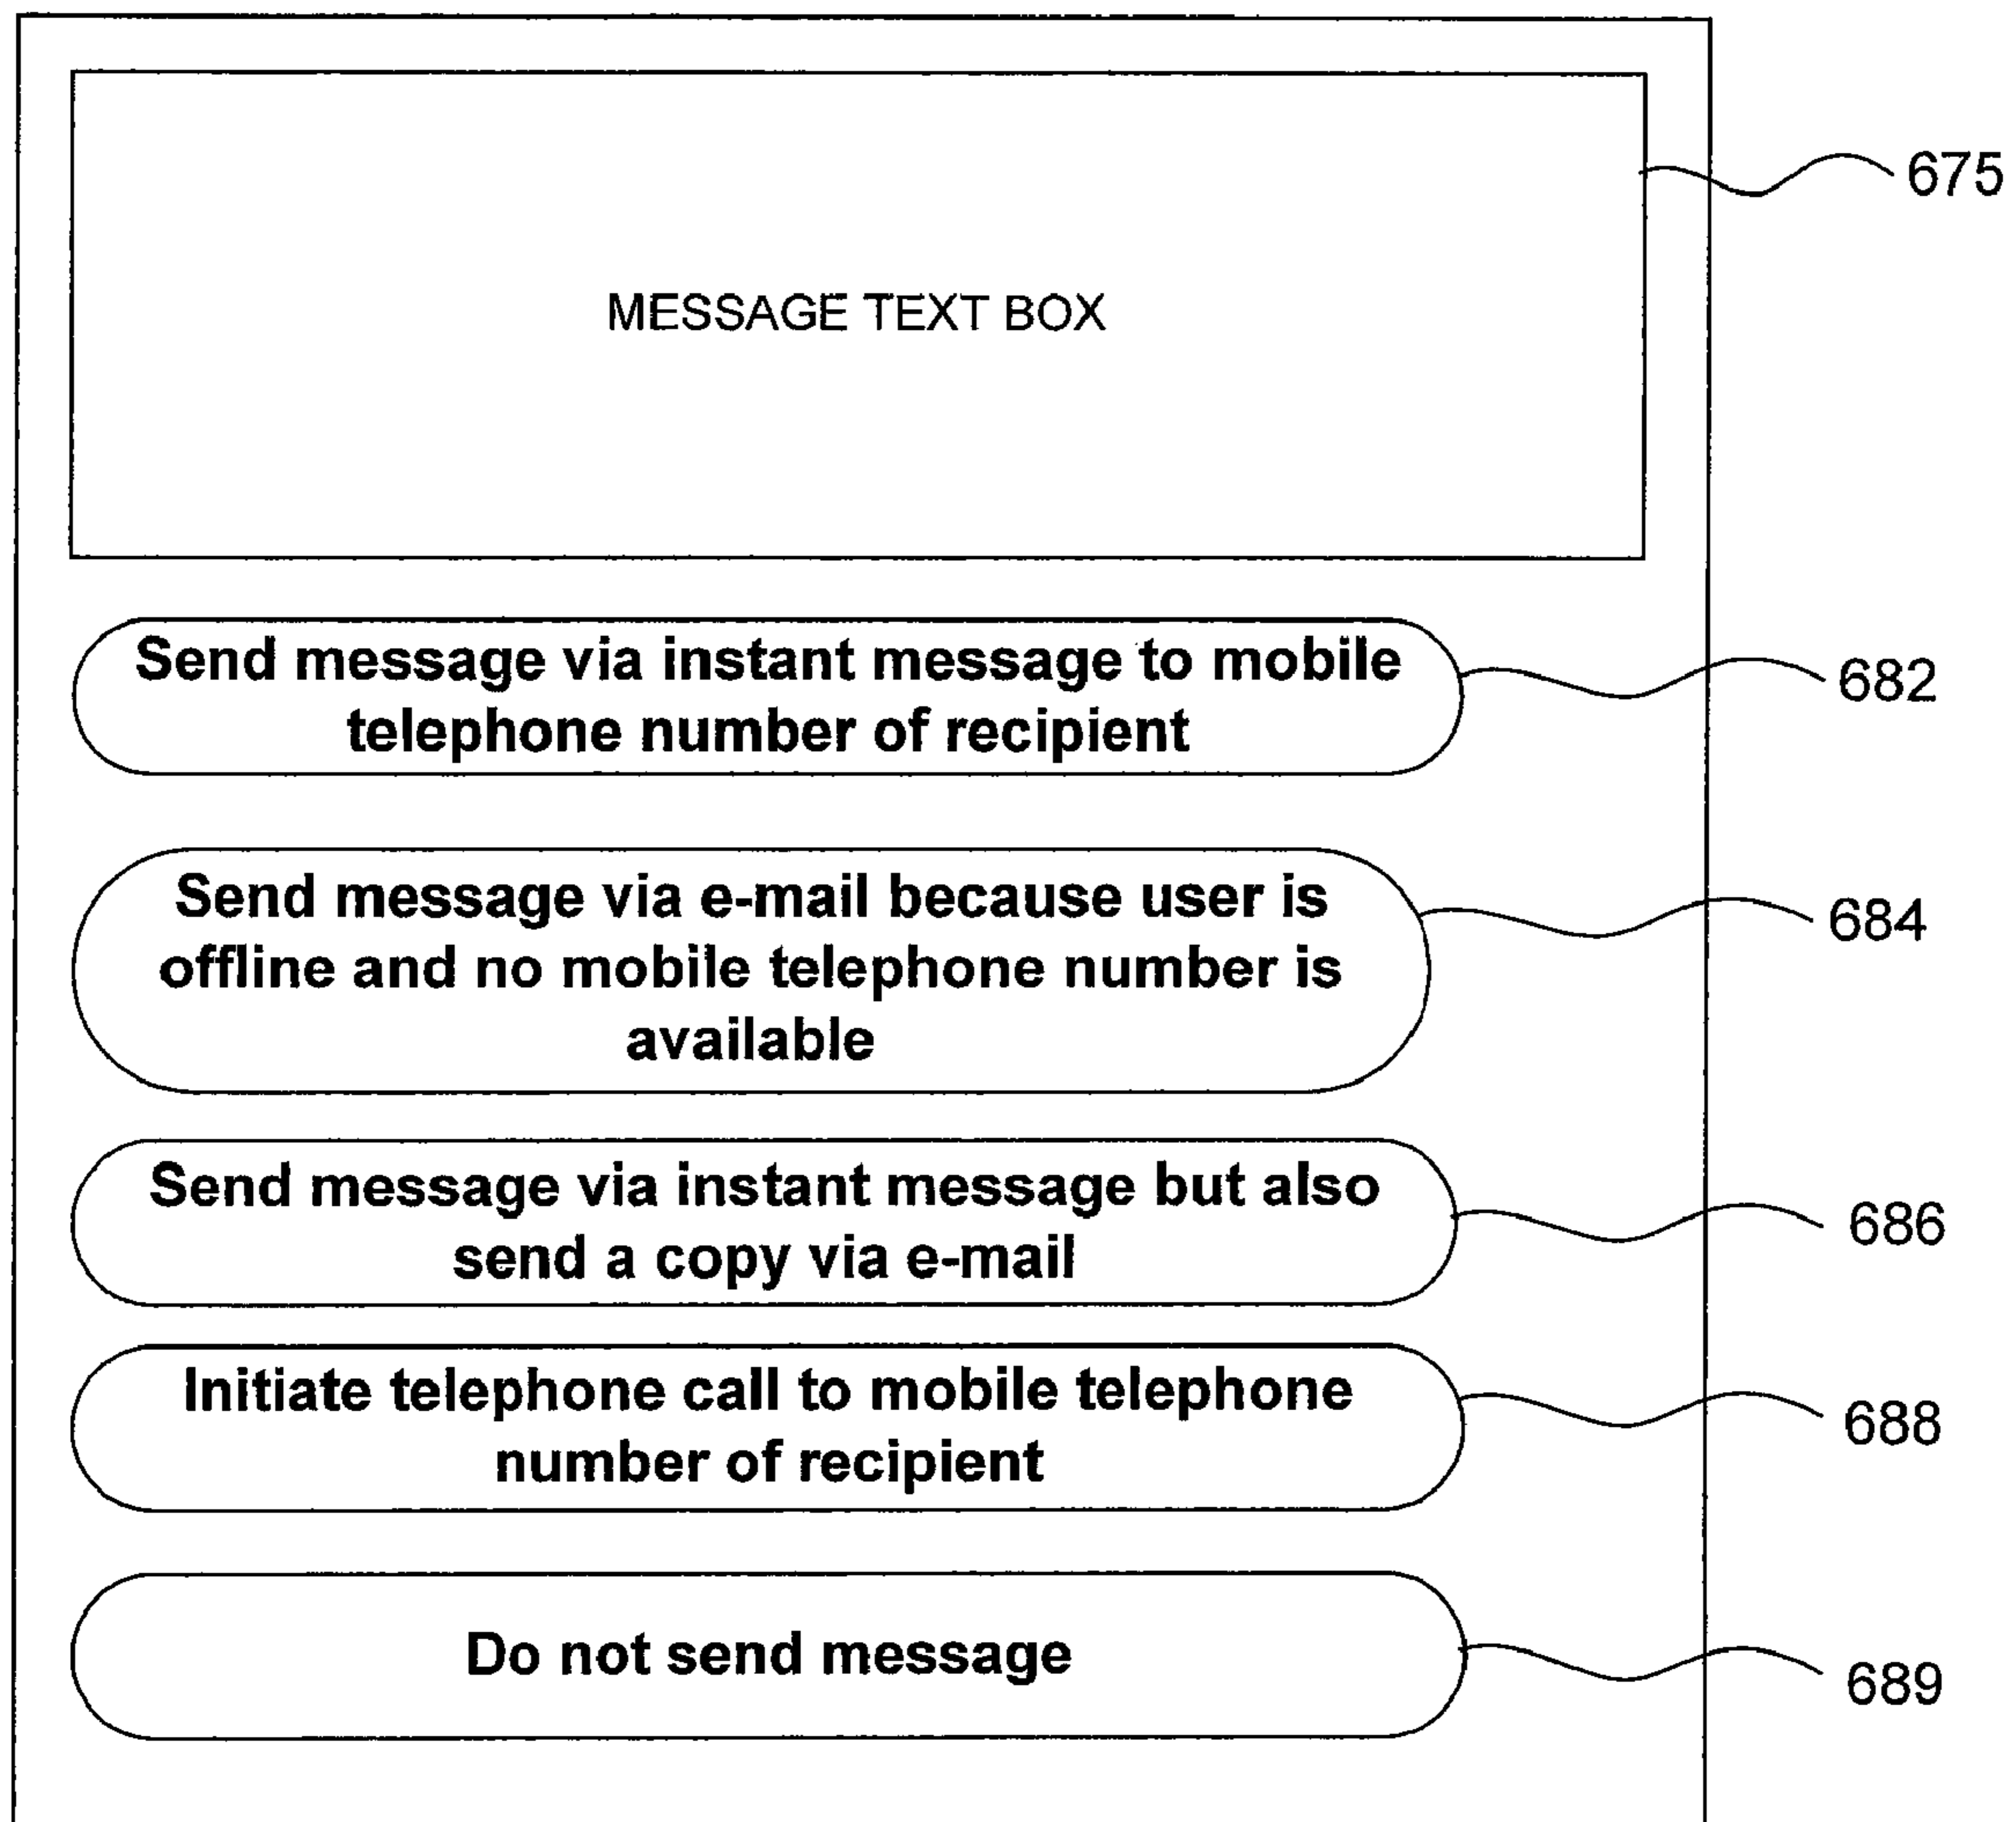 675
MESSAGE TEXT BOX
Send message via instant message to mobile
telephone number of recipient
682
Send message via e-mail because user is
offline and no mobile telephone number is
available
684
Send message via instant message but also
send a copy via e-mail
686
Initiate telephone call to mobile telephone
number of recipient
688
Do not send message
689